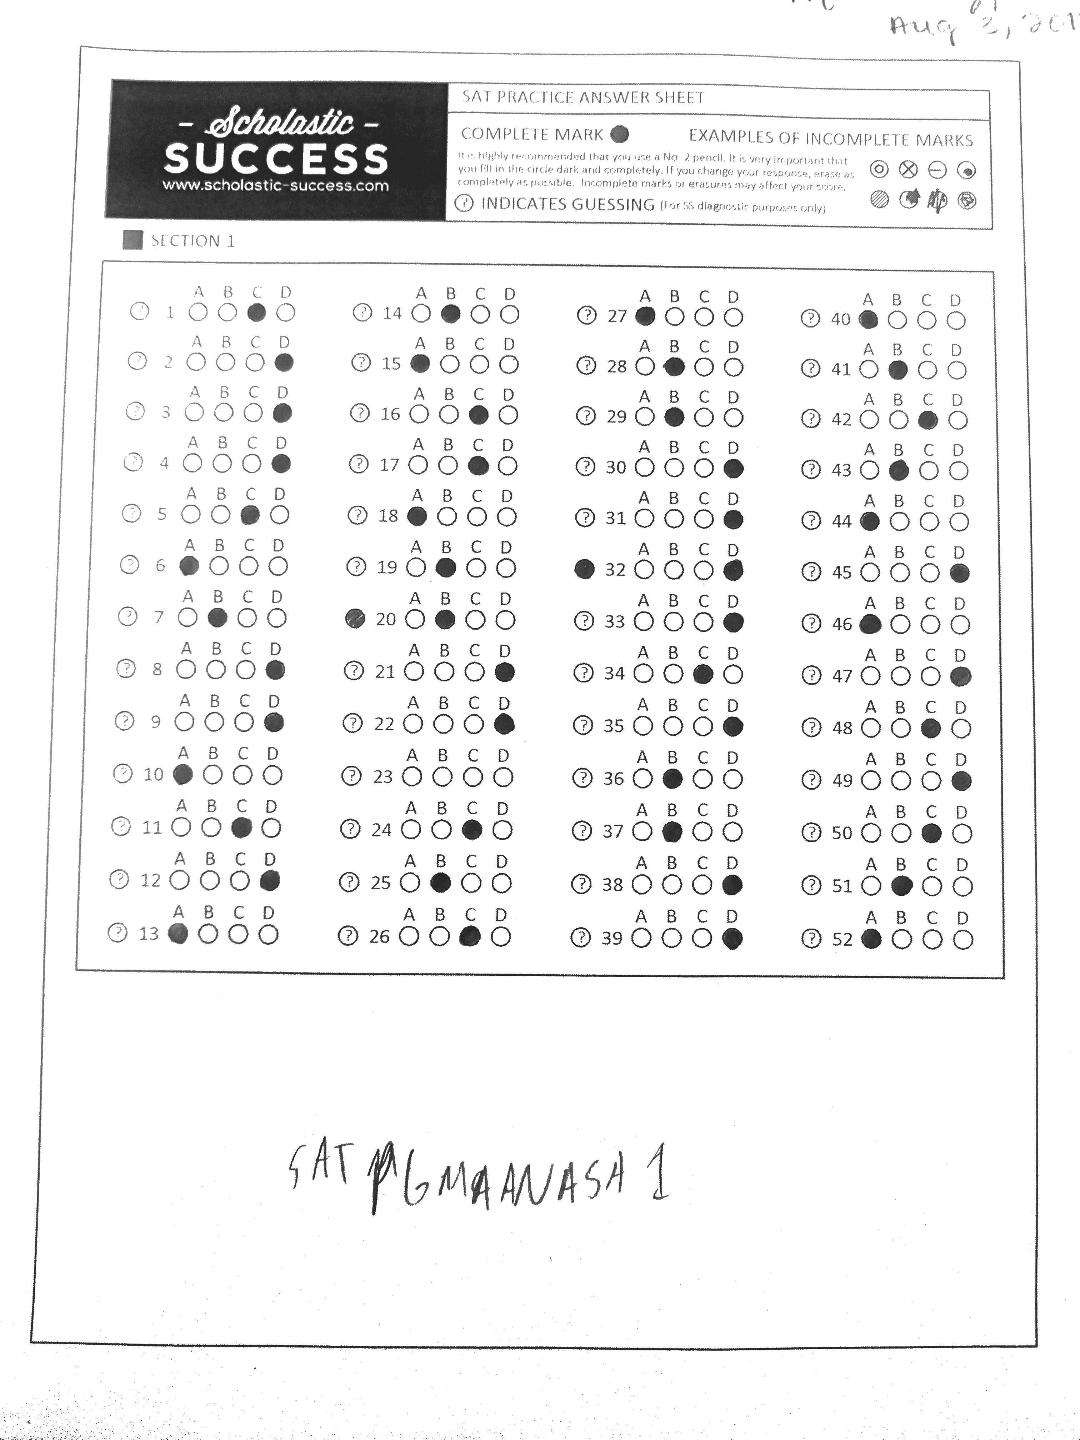 Aug 3, 201
- Scholastic -
SUCCESS
www.scholastic-success.com
SAT PRACTICE ANSWER SHEET
COMPLETE MARK
EXAMPLES OF INCOMPLETE MARKS
It is highly recommended that you use a No. 2 pencil. It is very important that
you fill in the circle dark and completely. If you change your response, erase as
completely as possible. Incomplete marks or erasures may affect your score.
? INDICATES GUESSING (For SS diagnostic purposes only)
SECTION 1
A B C D
? 1
A B C D
? 2
A B C D
? 3
A B C D
? 4
A B C D
? 5
A B C D
? 6
A B C D
? 7
A B C D
? 8
A B C D
? 9
A B C D
? 10
A B C D
? 11
A B C D
? 12
A B C D
? 13
A B C D
? 14
A B C D
? 15
A B C D
? 16
A B C D
? 17
A B C D
? 18
A B C D
? 19
A B C D
20
A B C D
? 21
A B C D
? 22
A B C D
? 23
A B C D
? 24
A B C D
? 25
A B C D
? 26
A B C D
? 27
A B C D
? 28
A B C D
? 29
A B C D
? 30
A B C D
? 31
A B C D
32
A B C D
? 33
A B C D
? 34
A B C D
? 35
A B C D
? 36
A B C D
? 37
A B C D
? 38
A B C D
? 39
A B C D
? 40
A B C D
? 41
A B C D
? 42
A B C D
? 43
A B C D
? 44
A B C D
? 45
A B C D
? 46
A B C D
? 47
A B C D
? 48
A B C D
? 49
A B C D
? 50
A B C D
? 51
A B C D
? 52
SAT PG MAANASA 1